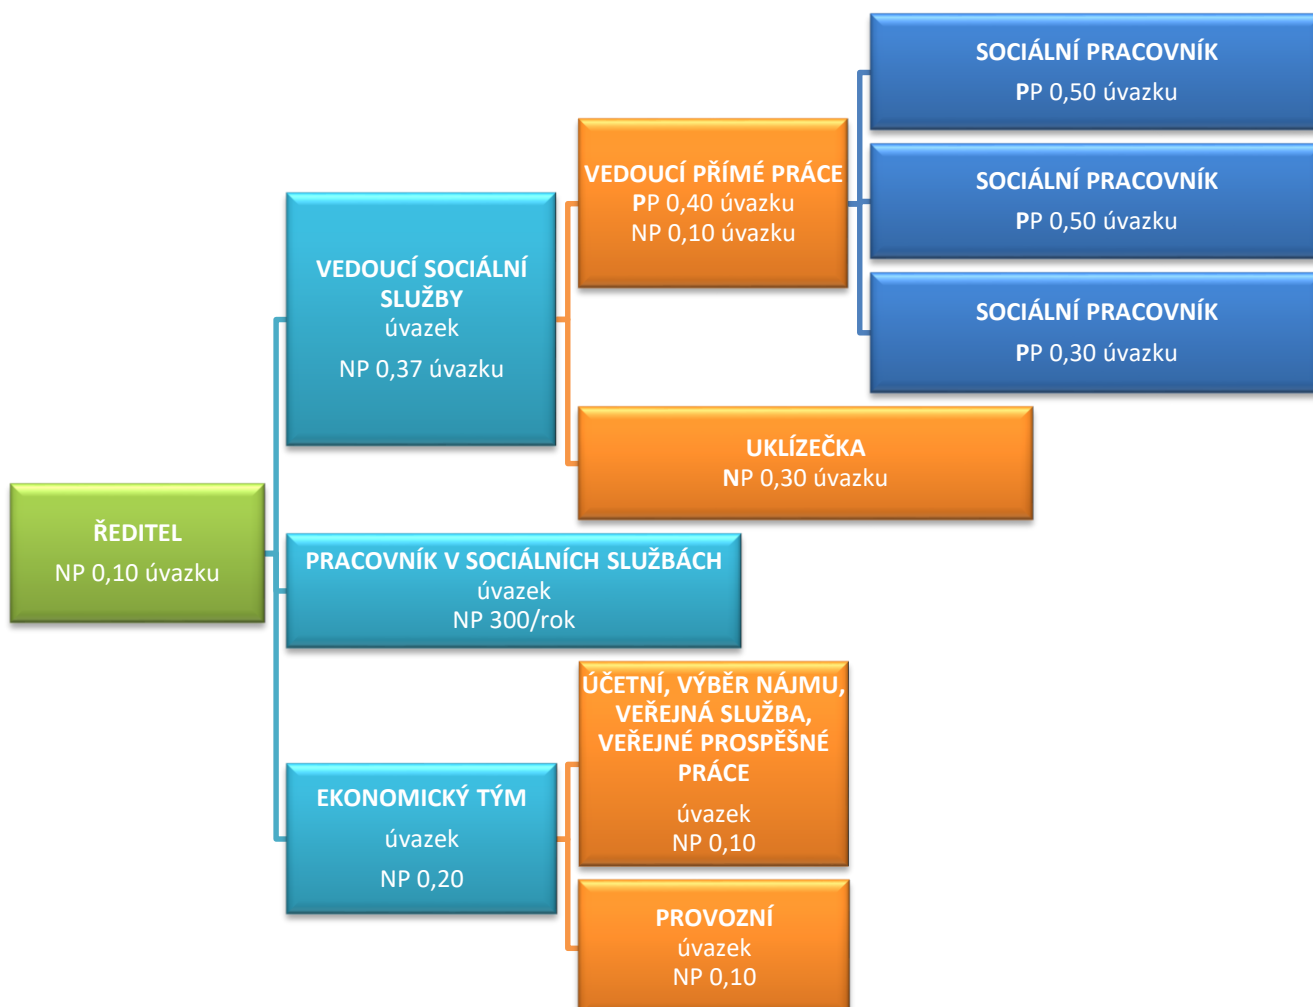 ŘEDITEL
NP 0,10 úvazku
VEDOUCÍ SOCIÁLNÍ
SLUŽBY
úvazek
NP 0,37 úvazku
VEDOUCÍ PŘÍMÉ PRÁCE
PP 0,40 úvazku
NP 0,10 úvazku
SOCIÁLNÍ PRACOVNÍK
PP 0,50 úvazku
SOCIÁLNÍ PRACOVNÍK
PP 0,50 úvazku
SOCIÁLNÍ PRACOVNÍK
PP 0,30 úvazku
UKLÍZEČKA
NP 0,30 úvazku
PRACOVNÍK V SOCIÁLNÍCH SLUŽBÁCH
úvazek
NP 300/rok
EKONOMICKÝ TÝM
úvazek
NP 0,20
ÚČETNÍ, VÝBĚR NÁJMU,
VEŘEJNÁ SLUŽBA,
VEŘEJNÉ PROSPĚŠNÉ
PRÁCE
úvazek
NP 0,10
PROVOZNÍ
úvazek
NP 0,10